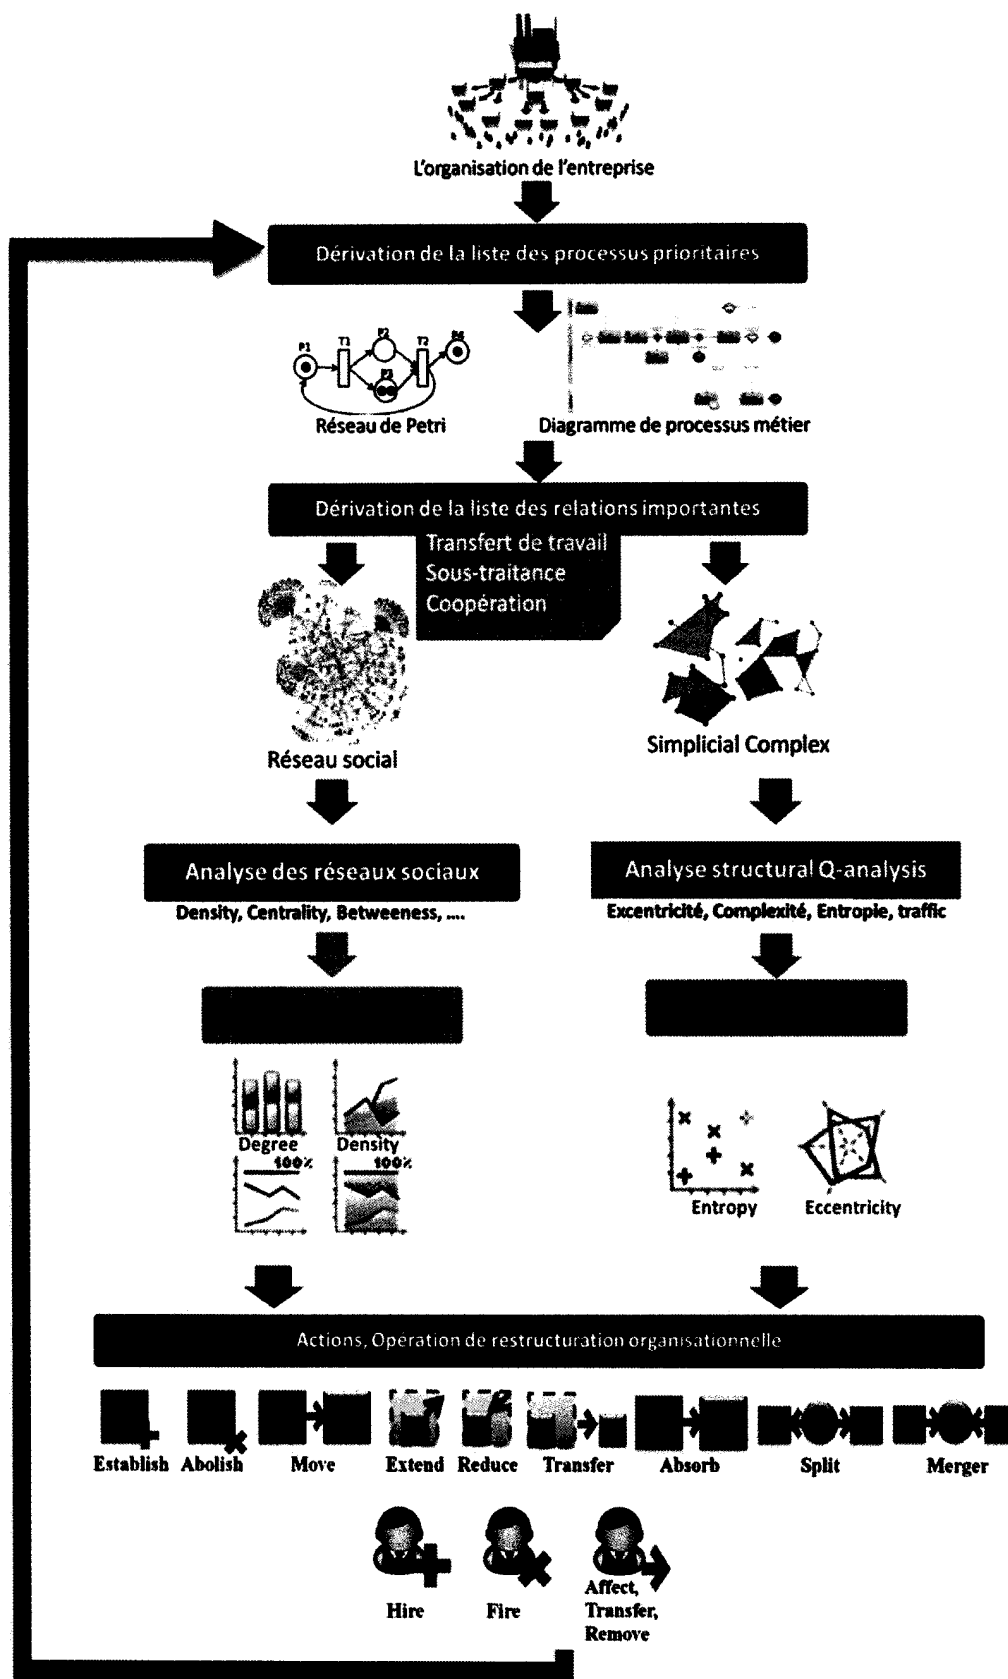 L'organisation de l'entreprise
Dérivation de la liste des processus prioritaires
P1
T1
P2
P3
T2
P4
Réseau de Petri
Diagramme de processus métier
Dérivation de la liste des relations importantes
Transfert de travail
Sous-traitance
Coopération
Réseau social
Simplicial Complex
Analyse des réseaux sociaux
Density, Centrality, Betweeness, ....
Analyse structural Q-analysis
Excentricité, Complexité, Entropie, traffic
Degree
Density
100%
100%
Entropy
Eccentricity
Actions, Opération de restructuration organisationnelle
Establish
Abolish
Move
Extend
Reduce
Transfer
Absorb
Split
Merger
Hire
Fire
Affect,
Transfer,
Remove